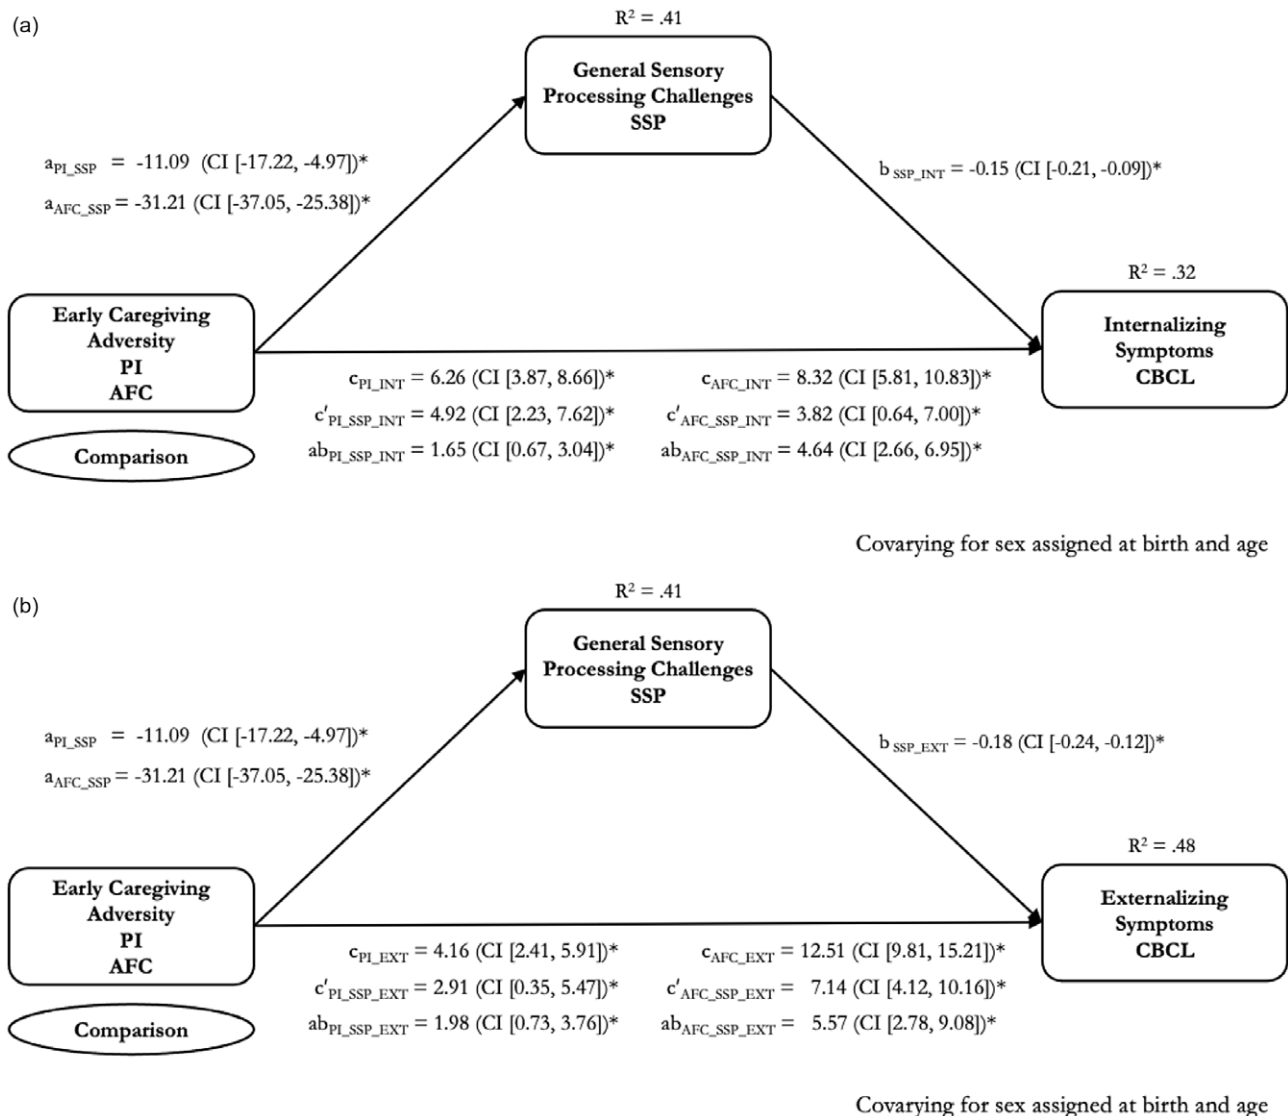 (a)
R² = .41
General Sensory
Processing Challenges
SSP
aPI_SSP = -11.09 (CI [-17.22, -4.97])*
aAFC_SSP = -31.21 (CI [-37.05, -25.38])*
b SSP_INT = -0.15 (CI [-0.21, -0.09])*
R² = .32
Early Caregiving
Adversity
PI
AFC
Internalizing
Symptoms
CBCL
cPI_INT = 6.26 (CI [3.87, 8.66])*
cAFC_INT = 8.32 (CI [5.81, 10.83])*
c'PI_SSP_INT = 4.92 (CI [2.23, 7.62])*
c'AFC_SSP_INT = 3.82 (CI [0.64, 7.00])*
abPI_SSP_INT = 1.65 (CI [0.67, 3.04])*
abAFC_SSP_INT = 4.64 (CI [2.66, 6.95])*
Comparison
Covarying for sex assigned at birth and age
(b)
R² = .41
General Sensory
Processing Challenges
SSP
aPI_SSP = -11.09 (CI [-17.22, -4.97])*
aAFC_SSP = -31.21 (CI [-37.05, -25.38])*
b SSP_EXT = -0.18 (CI [-0.24, -0.12])*
R² = .48
Early Caregiving
Adversity
PI
AFC
Externalizing
Symptoms
CBCL
cPI_EXT = 4.16 (CI [2.41, 5.91])*
cAFC_EXT = 12.51 (CI [9.81, 15.21])*
c'PI_SSP_EXT = 2.91 (CI [0.35, 5.47])*
c'AFC_SSP_EXT = 7.14 (CI [4.12, 10.16])*
abPI_SSP_EXT = 1.98 (CI [0.73, 3.76])*
abAFC_SSP_EXT = 5.57 (CI [2.78, 9.08])*
Comparison
Covarying for sex assigned at birth and age